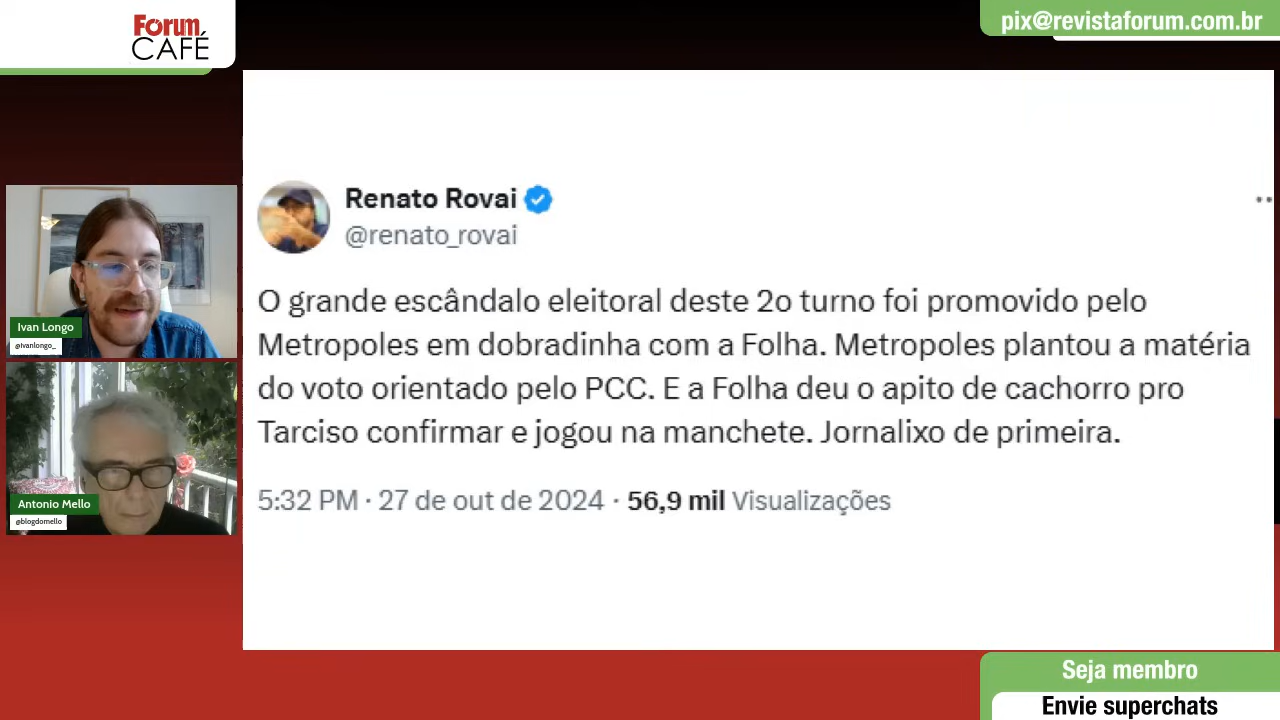 Forum
CAFÉ
pix@revistaforum.com.br
Renato Rovai
@renato_rovai
O grande escândalo eleitoral deste 2o turno foi promovido pelo
Metropoles em dobradinha com a Folha. Metropoles plantou a matéria
do voto orientado pelo PCC. E a Folha deu o apito de cachorro pro
Tarciso confirmar e jogou na manchete. Jornalixo de primeira.
5:32 PM · 27 de out de 2024 · 56,9 mil Visualizações
Ivan Longo
@ivanlongo_
Antonio Mello
@blogdomello
Seja membro
Envie superchats